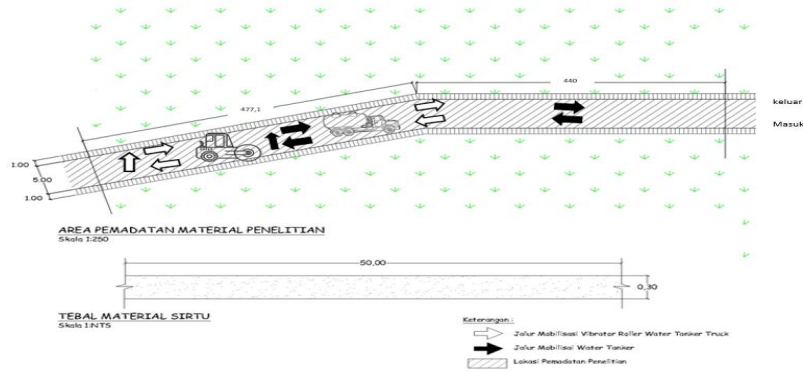 440
keluar
477,1
Masuk
1.00
5.00
1.00
AREA PEMADATAN MATERIAL PENELITIAN
Skala 1:250
50,00
0,30
TEBAL MATERIAL SIRTU
Skala 1:NTS
Keterangan :
Jalur Mobilisasi Vibrator Roller Water Tanker Truck
Jalur Mobilisai Water Tanker
Lokasi Pemadatan Penelitian